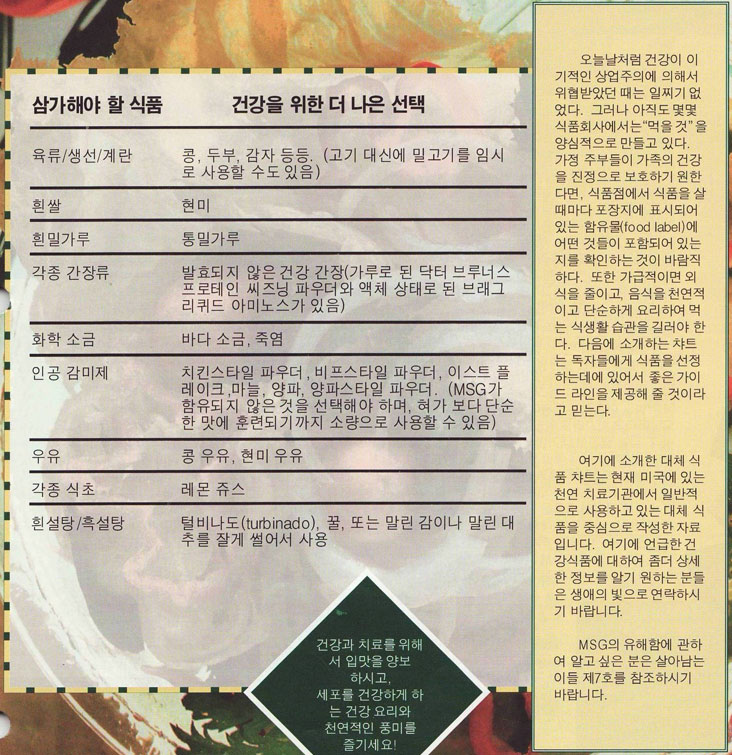 삼가해야 할 식품 건강을 위한 더 나은 선택
육류/생선/계란 콩, 두부, 감자 등등. (고기 대신에 밀고기를 임시
로 사용할 수도 있음)
흰쌀 현미
흰밀가루 통밀가루
각종 간장류 발효되지 않은 건강 간장(가루로 된 닥터 브루너스
프로테인 씨즈닝 파우더와 액체 상태로 된 브래그
리퀴드 아미노스가 있음)
화학 소금 바다 소금, 죽염
인공 감미제 치킨스타일 파우더, 비프스타일 파우더, 이스트 플
레이크,마늘, 양파, 양파스타일 파우더. (MSG가
함유되지 않은 것을 선택해야 하며, 혀가 보다 단순
한 맛에 훈련되기까지 소량으로 사용할 수 있음)
우유 콩 우유, 현미 우유
각종 식초 레몬 쥬스
흰설탕/흑설탕 털비나도(turbinado), 꿀, 또는 말린 감이나 말린 대
추를 잘게 썰어서 사용
건강과 치료를 위해
서 입맛을 양보
하시고,
세포를 건강하게 하
는 건강 요리와
천연적인 풍미를
즐기세요!
오늘날처럼 건강이 이
기적인 상업주의에 의해서
위협받았던 때는 일찌기 없
었다. 그러나 아직도 몇몇
식품회사에서는 "먹을 것"을
양심적으로 만들고 있다.
가정 주부들이 가족의 건강
을 진정으로 보호하기 원한
다면, 식품점에서 식품을 살
때마다 포장지에 표시되어
있는 함유물(food label)에
어떤 것들이 포함되어 있는
지를 확인하는 것이 바람직
하다. 또한 가급적이면 외
식을 줄이고, 음식을 천연적
이고 단순하게 요리하여 먹
는 식생활 습관을 길러야 한
다. 다음에 소개하는 챠트
는 독자들에게 식품을 선정
하는데에 있어서 좋은 가이
드 라인을 제공해 줄 것이라
고 믿는다.
여기에 소개한 대체 식
품 챠트는 현재 미국에 있는
천연 치료기관에서 일반적
으로 사용하고 있는 대체 식
품을 중심으로 작성한 자료
입니다. 여기에 언급한 건
강식품에 대하여 좀더 상세
한 정보를 알기 원하는 분들
은 생애의 빛으로 연락하시
기 바랍니다.
MSG의 유해함에 관하
여 알고 싶은 분은 살아남는
이들 제7호를 참조하시기
바랍니다.